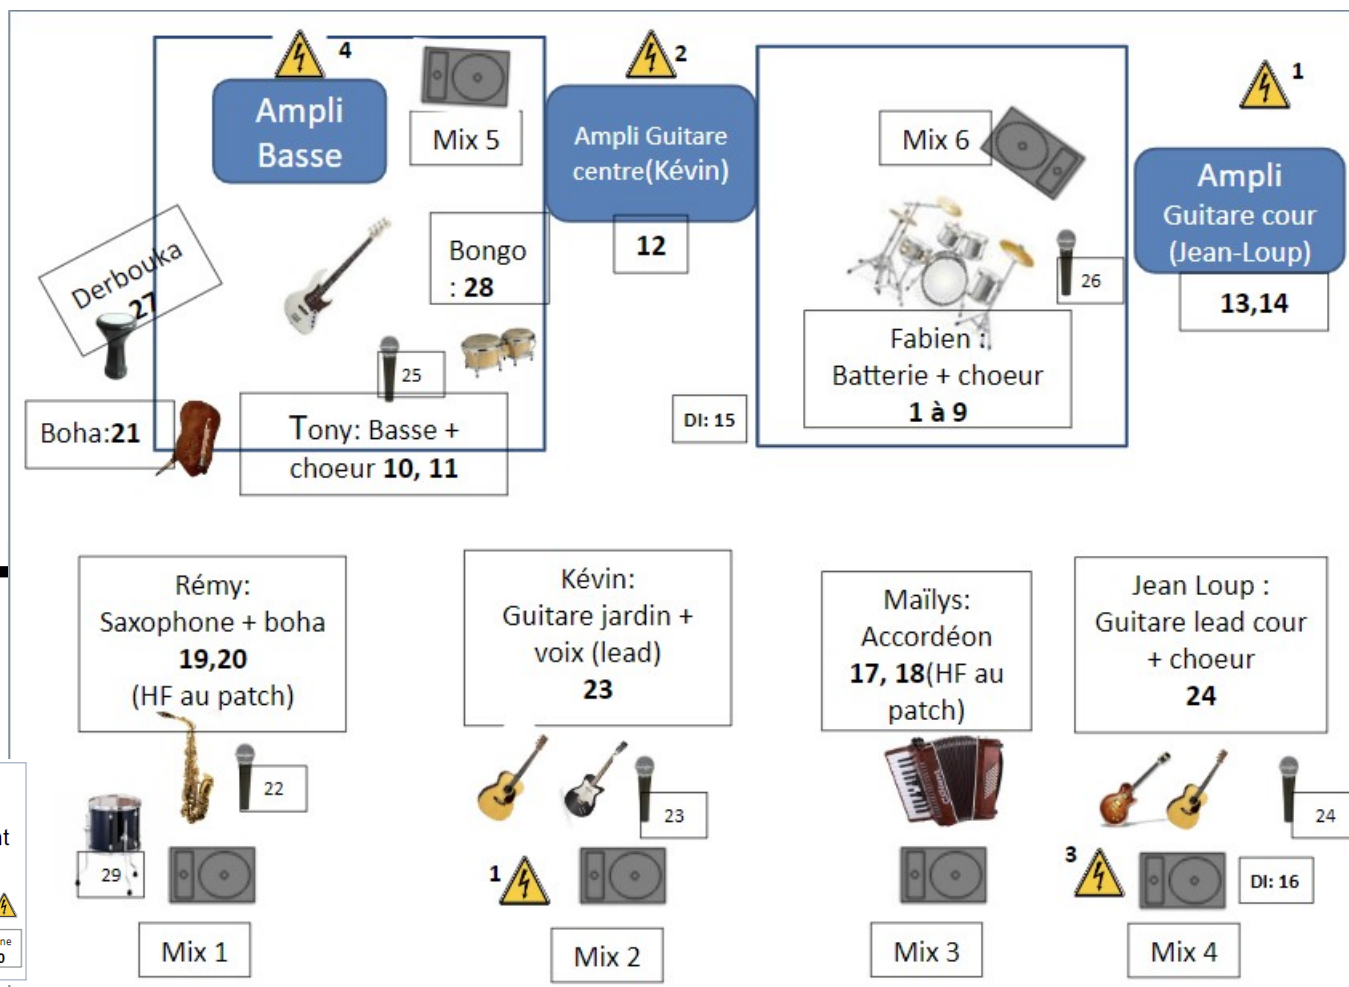 4
2
1
Ampli
Basse
Mix 5
Ampli Guitare
centre(Kévin)
Mix 6
Ampli
Guitare cour
(Jean-Loup)
Derbouka
27
Bongo
: 28
12
26
13,14
25
Fabien :
Batterie + choeur
1 à 9
Boha:21
Tony: Basse +
choeur 10, 11
DI: 15
Rémy:
Saxophone + boha
19,20
(HF au patch)
Kévin:
Guitare jardin +
voix (lead)
23
Maïlys:
Accordéon
17, 18(HF au
patch)
Jean Loup :
Guitare lead cour
+ choeur
24
22
23
24
29
1
3
DI: 16
Mix 1
Mix 2
Mix 3
Mix 4